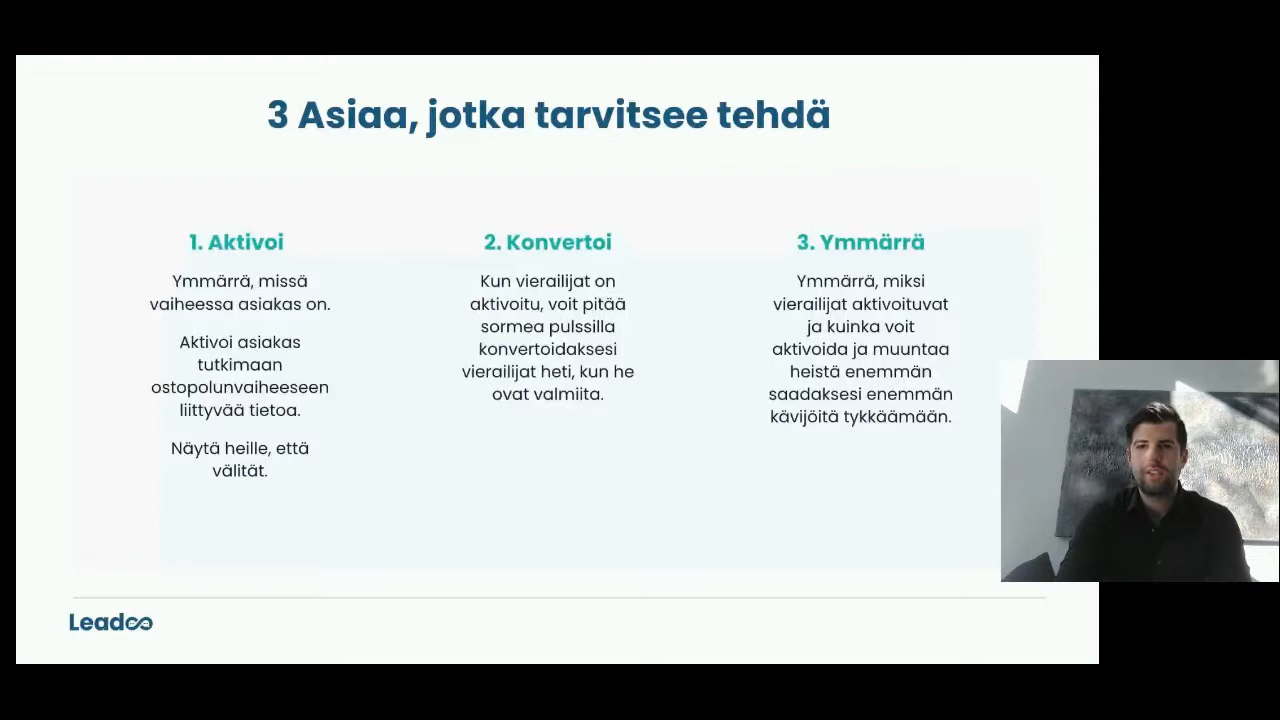 3 Asiaa, jotka tarvitsee tehdä
1. Aktivoi
Ymmärrä, missä
vaiheessa asiakas on.
Aktivoi asiakas
tutkimaan
ostopolunvaiheeseen
liittyvää tietoa.
Näytä heille, että
välität.
2. Konvertoi
Kun vierailijat on
aktivoitu, voit pitää
sormea pulssilla
konvertoidaksesi
vierailijat heti, kun he
ovat valmiita.
3. Ymmärrä
Ymmärrä, miksi
vierailijat aktivoituvat
ja kuinka voit
aktivoida ja muuntaa
heistä enemmän
saadaksesi enemmän
kävijöitä tykkäämään.
Leadoo